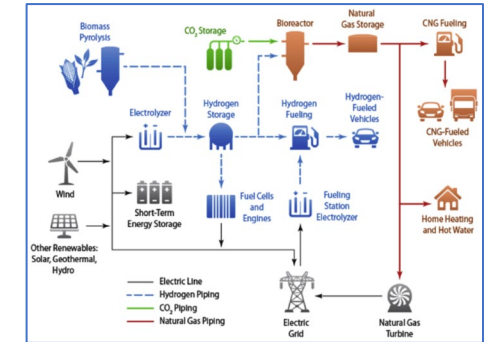 Biomass
Pyrolysis
CO2 Storage
Bioreactor
Natural
Gas Storage
CNG Fueling
Electrolyzer
Hydrogen
Storage
Hydrogen
Fueling
Hydrogen-
Fueled
Vehicles
CNG-Fueled
Vehicles
Wind
Short-Term
Energy Storage
Fuel Cells
and
Engines
Fueling
Station
Electrolyzer
Home Heating
and Hot Water
Other Renewables:
Solar, Geothermal,
Hydro
Electric Line
Hydrogen Piping
CO2 Piping
Natural Gas Piping
Electric
Grid
Natural Gas
Turbine